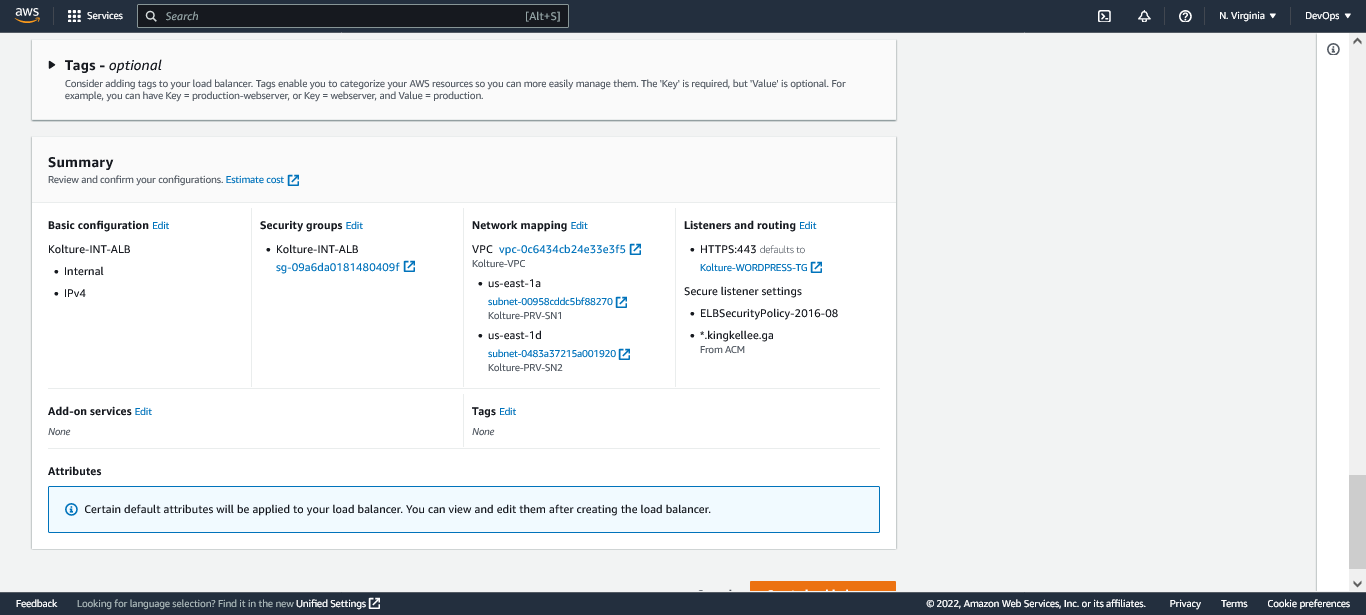 aws
Services
Search [Alt+S]
N. Virginia
DevOps
Tags - optional
Consider adding tags to your load balancer. Tags enable you to categorize your AWS resources so you can more easily manage them. The 'Key' is required, but 'Value' is optional. For
example, you can have Key = production-webserver, or Key = webserver, and Value = production.
Summary
Review and confirm your configurations. Estimate cost
Basic configuration Edit
Kolture-INT-ALB
• Internal
• IPv4
Security groups Edit
• Kolture-INT-ALB
sg-09a6da0181480409f
Network mapping Edit
VPC vpc-0c6434cb24e33e3f5
Kolture-VPC
• us-east-1a
subnet-00958cddc5bf88270
Kolture-PRV-SN1
• us-east-1d
subnet-0483a37215a001920
Kolture-PRV-SN2
Listeners and routing Edit
• HTTPS:443 defaults to
Kolture-WORDPRESS-TG
Secure listener settings
• ELBSecurityPolicy-2016-08
• *.kingkellee.ga
From ACM
Add-on services Edit
None
Tags Edit
None
Attributes
Certain default attributes will be applied to your load balancer. You can view and edit them after creating the load balancer.
Feedback
Looking for language selection? Find it in the new Unified Settings
© 2022, Amazon Web Services, Inc. or its affiliates.
Privacy
Terms
Cookie preferences